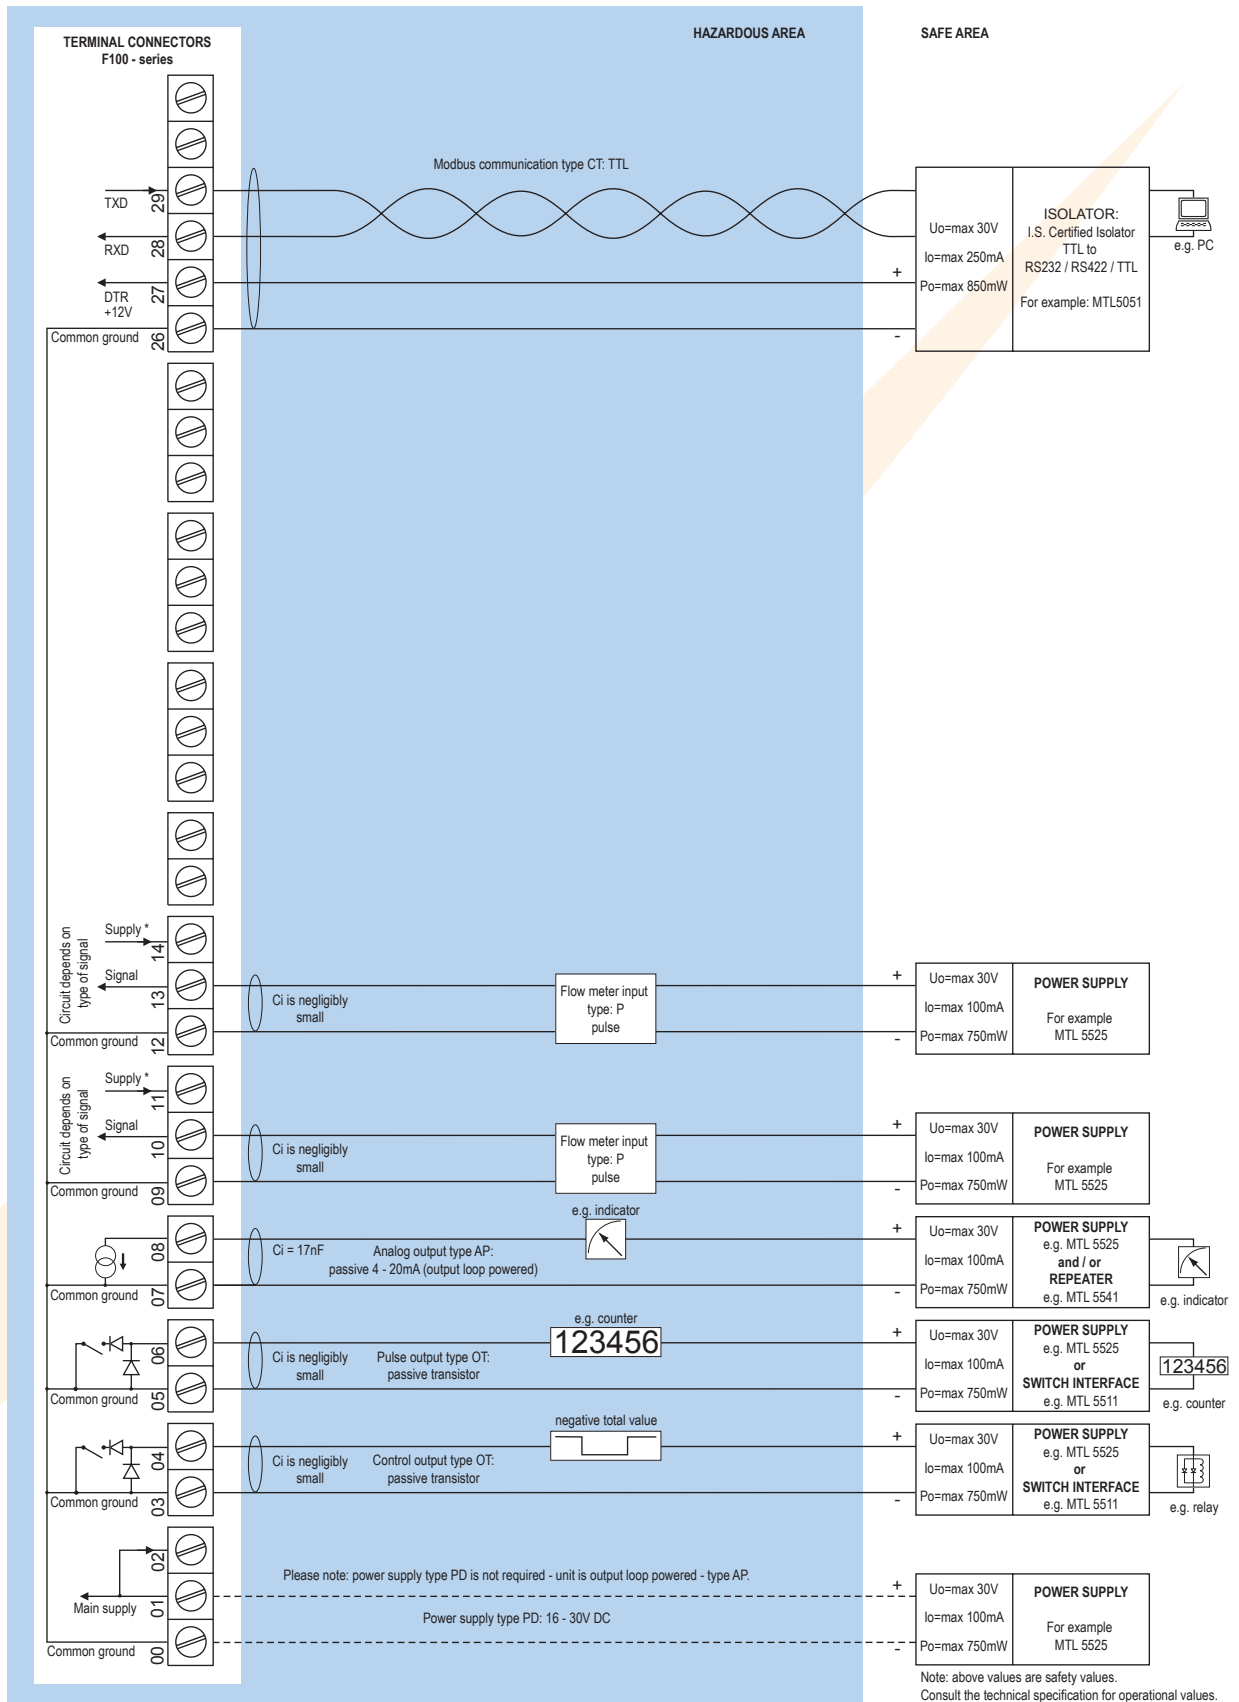 HAZARDOUS AREA
SAFE AREA
TERMINAL CONNECTORS
F100 - series
Modbus communication type CT: TTL
TXD
29
RXD
28
DTR
+12V
27
Common ground
26
+
-
Uo=max 30V
Io=max 250mA
Po=max 850mW
ISOLATOR:
I.S. Certified Isolator
TTL to
RS232 / RS422 / TTL
For example: MTL5051
e.g. PC
Circuit depends on
type of signal
Supply *
14
Signal
13
Common ground
12
Ci is negligibly
small
Flow meter input
type: P
pulse
+
-
Uo=max 30V
Io=max 100mA
Po=max 750mW
POWER SUPPLY
For example
MTL 5525
Circuit depends on
type of signal
Supply *
11
Signal
10
Common ground
09
Ci is negligibly
small
Flow meter input
type: P
pulse
+
-
Uo=max 30V
Io=max 100mA
Po=max 750mW
POWER SUPPLY
For example
MTL 5525
08
Common ground
07
Ci = 17nF
Analog output type AP:
passive 4 - 20mA (output loop powered)
e.g. indicator
+
-
Uo=max 30V
Io=max 100mA
Po=max 750mW
POWER SUPPLY
e.g. MTL 5525
and / or
REPEATER
e.g. MTL 5541
e.g. indicator
06
Common ground
05
Ci is negligibly
small
Pulse output type OT:
passive transistor
e.g. counter
123456
+
-
Uo=max 30V
Io=max 100mA
Po=max 750mW
POWER SUPPLY
e.g. MTL 5525
or
SWITCH INTERFACE
e.g. MTL 5511
123456
e.g. counter
04
Common ground
03
Ci is negligibly
small
Control output type OT:
passive transistor
negative total value
+
-
Uo=max 30V
Io=max 100mA
Po=max 750mW
POWER SUPPLY
e.g. MTL 5525
or
SWITCH INTERFACE
e.g. MTL 5511
e.g. relay
02
Main supply
01
Common ground
00
Please note: power supply type PD is not required - unit is output loop powered - type AP.
Power supply type PD: 16 - 30V DC
+
-
Uo=max 30V
Io=max 100mA
Po=max 750mW
POWER SUPPLY
For example
MTL 5525
Note: above values are safety values.
Consult the technical specification for operational values.